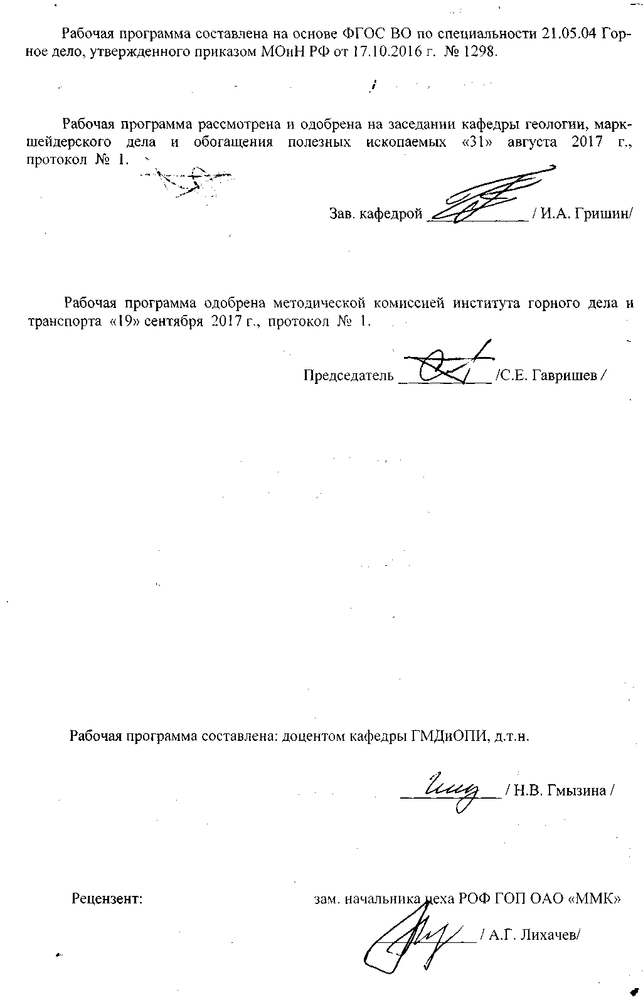 Рабочая программа составлена на основе ФГОС ВО по специальности 21.05.04 Гор-
ное дело, утвержденного приказом МОиН РФ от 17.10.2016 г. № 1298.
Рабочая программа рассмотрена и одобрена на заседании кафедры геологии, марк-
шейдерского дела и обогащения полезных ископаемых «31» августа 2017 г.,
протокол № 1.
Зав. кафедрой ____________ / И.А. Гришин/
Рабочая программа одобрена методической комиссией института горного дела и
транспорта «19» сентября 2017 г., протокол № 1.
Председатель ____________ /С.Е. Гавришев /
Рабочая программа составлена: доцентом кафедры ГМДиОПИ, д.т.н.
____________ / Н.В. Гмызина /
Рецензент: зам. начальника цеха РОФ ГОП ОАО «ММК»
____________ / А.Г. Лихачев/